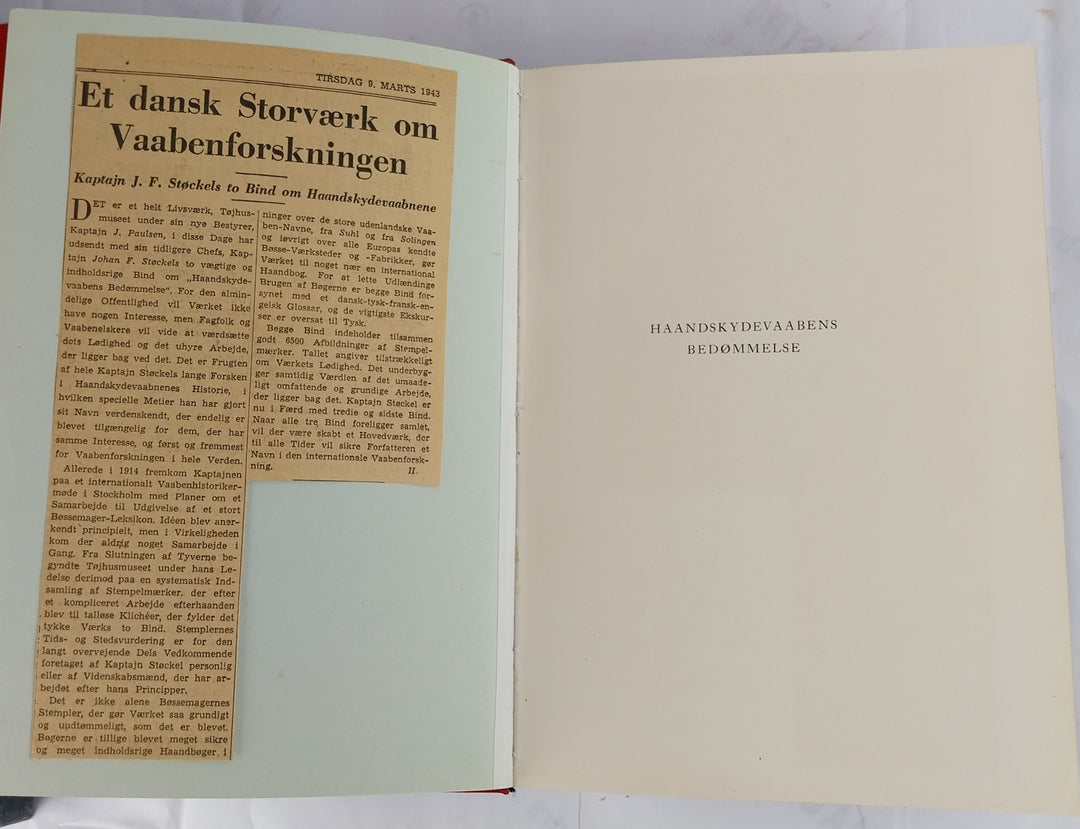 TIRSDAG 9. MARTS 1943
Et dansk Storværk om
Vaabenforskningen
Kaptajn J. F. Støckels to Bind om Haandskydevaabnene
DET er et helt Livsværk, Tøjhus-
museet under sin nye Bestyrer,
Kaptajn J. Paulsen, i disse Dage har
udsendt med sin tidligere Chefs, Kap-
tajn Johan F. Støckels to vægtige og
indholdsrige Bind om „Haandskyde-
vaabens Bedømmelse“. For den almin-
delige Offentlighed vil Værket ikke
have nogen Interesse, men Fagfolk og
Vaabenelskere vil vide at værdsætte
dets Lødighed og det uhyre Arbejde,
der ligger bag ved det. Det er Frugten
af hele Kaptajn Støckels lange Forsken
i Haandskydevaabnenes Historie, i
hvilken specielle Metier han har gjort
sit Navn verdenskendt, der endelig er
blevet tilgængelig for dem, der har
samme Interesse, og først og fremmest
for Vaabenforskningen i hele Verden.
Allerede i 1914 fremkom Kaptajnen
paa et internationalt Vaabenhistoriker-
møde i Stockholm med Planer om et
Samarbejde til Udgivelse af et stort
Bøssemager-Leksikon. Idéen blev aner-
kendt principielt, men i Virkeligheden
kom der aldrig noget Samarbejde i
Gang. Fra Slutningen af Tyverne be-
gyndte Tøjhusmuseet under hans Le-
delse derimod paa en systematisk Ind-
samling af Stempelmærker. der efter
et kompliceret Arbejde efterhaanden
blev til talløse Klichéer, der fylder det
tykke Værks to Bind. Stemplernes
Tids- og Stedsvurdering er for den
langt overvejende Dels Vedkommende
foretaget af Kaptajn Støckel personlig
eller af Videnskabsmænd, der har ar-
bejdet efter hans Principper.
Det er ikke alene Bøssemagernes
Stempler, der gør Værket saa grundigt
og uudtømmeligt, som det er blevet.
Bøgerne er tillige blevet meget sikre
og meget indholdsrige Haandbøger, i
ninger over de store udenlandske Vaa-
ben-Navne, fra Suhl og fra Solingen
og iøvrigt over alle Europas kendte
Bøsse-Værksteder og -Fabrikker, gør
Værket til noget nær en international
Haandbog. For at lette Udlændinge
Brugen af Bøgerne er begge Bind for-
synet med et dansk-tysk-fransk-en-
gelsk Glossar, og de vigtigste Ekskur-
ser er oversat til Tysk.
Begge Bind indeholder tilsammen
godt 6500 Afbildninger af Stempel-
mærker. Tallet angiver tilstrækkeligt
om Værkets Lødighed. Det underbyg-
ger samtidig Værdien af det umaade-
ligt omfattende og grundige Arbejde,
der ligger bag det. Kaptajn Støckel er
nu i Færd med tredie og sidste Bind.
Naar alle tre Bind foreligger samlet,
vil der være skabt et Hovedværk, der
til alle Tider vil sikre Forfatteren et
Navn i den internationale Vaabenforsk-
ning. H.
HAANDSKYDEVAABENS
BEDØMMELSE